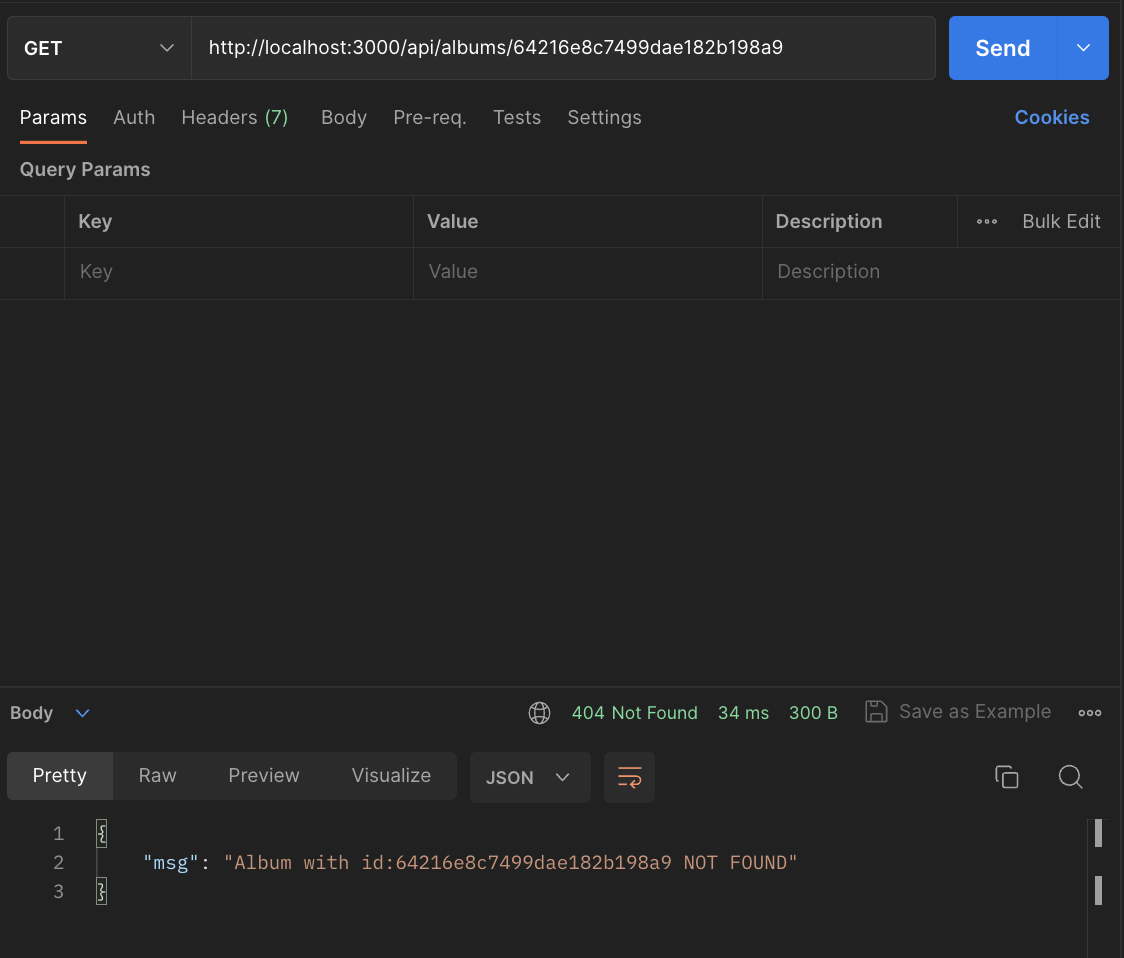 GET http://localhost:3000/api/albums/64216e8c7499dae182b198a9 Send
Params Auth Headers (7) Body Pre-req. Tests Settings Cookies
Query Params
Key Value Description Bulk Edit
Key Value Description
Body 404 Not Found 34 ms 300 B Save as Example
Pretty Raw Preview Visualize JSON
1 {
2 "msg": "Album with id:64216e8c7499dae182b198a9 NOT FOUND"
3 }